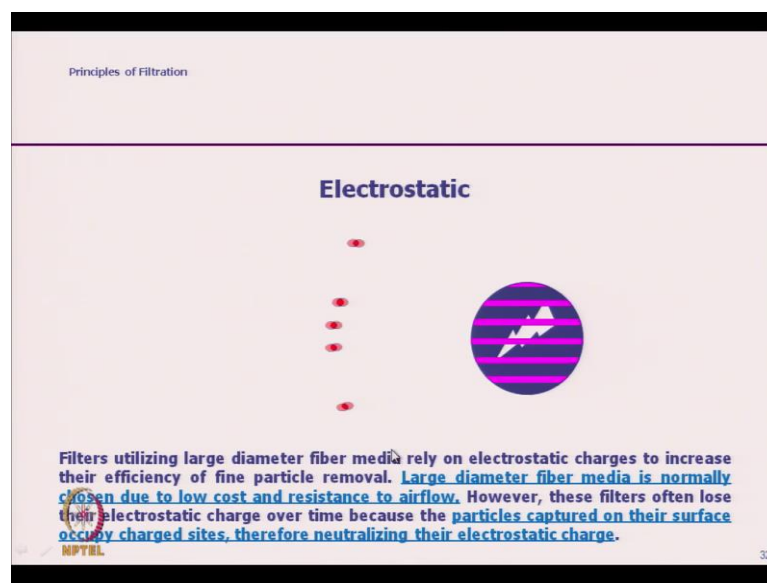 Principles of Filtration
Electrostatic
Filters utilizing large diameter fiber media rely on electrostatic charges to increase
their efficiency of fine particle removal. Large diameter fiber media is normally
chosen due to low cost and resistance to airflow. However, these filters often lose
their electrostatic charge over time because the particles captured on their surface
occupy charged sites, therefore neutralizing their electrostatic charge.
NPTEL
32